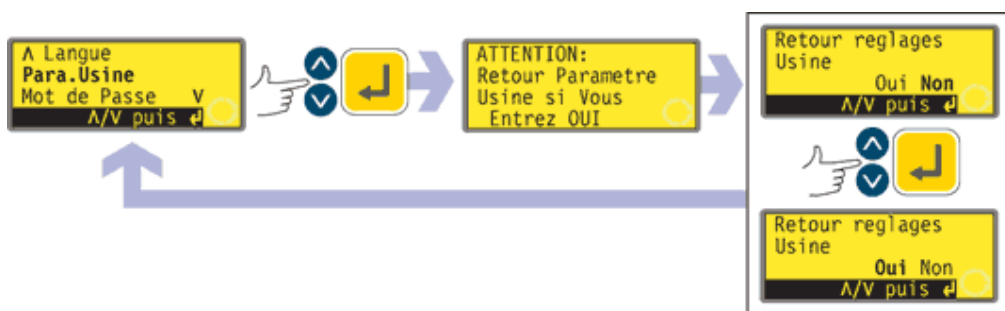 Λ Langue
Para.Usine
Mot de Passe V
Λ/V puis ↲
ATTENTION:
Retour Parametre
Usine si Vous
Entrez OUI
Retour reglages
Usine
Oui Non
Λ/V puis ↲
Retour reglages
Usine
Oui Non
Λ/V puis ↲